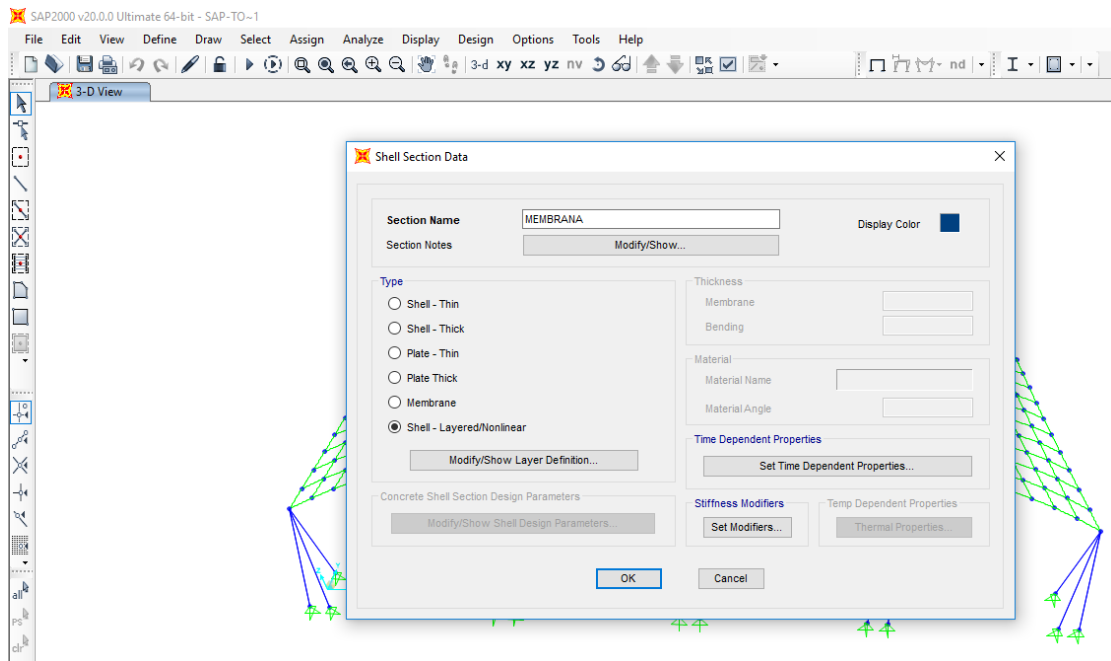 SAP2000 v20.0.0 Ultimate 64-bit - SAP-TO~1
File Edit View Define Draw Select Assign Analyze Display Design Options Tools Help
3-d xy xz yz nv nd
3-D View
Shell Section Data
Section Name MEMBRANA Display Color
Section Notes Modify/Show...
Type
Shell - Thin
Shell - Thick
Plate - Thin
Plate Thick
Membrane
Shell - Layered/Nonlinear
Modify/Show Layer Definition...
Concrete Shell Section Design Parameters
Modify/Show Shell Design Parameters...
Thickness
Membrane
Bending
Material
Material Name
Material Angle
Time Dependent Properties
Set Time Dependent Properties...
Stiffness Modifiers
Set Modifiers...
Temp Dependent Properties
Thermal Properties...
OK Cancel
all
PS
clr